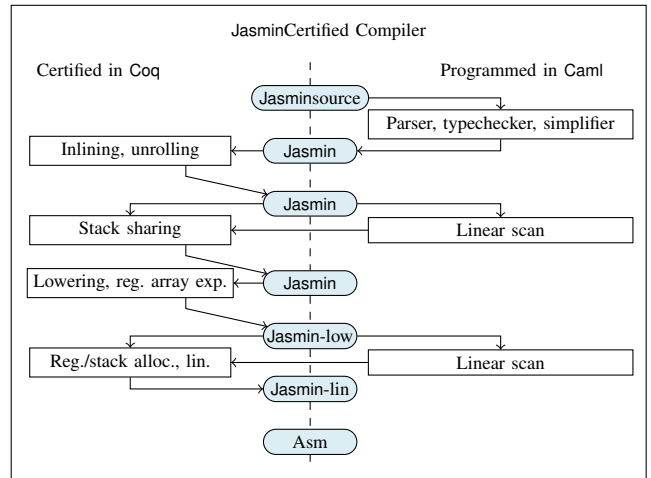 JasminCertified Compiler
Certified in Coq
Programmed in Caml
Jasminsource
Parser, typechecker, simplifier
Inlining, unrolling
Jasmin
Jasmin
Stack sharing
Linear scan
Lowering, reg. array exp.
Jasmin
Jasmin-low
Reg./stack alloc., lin.
Linear scan
Jasmin-lin
Asm